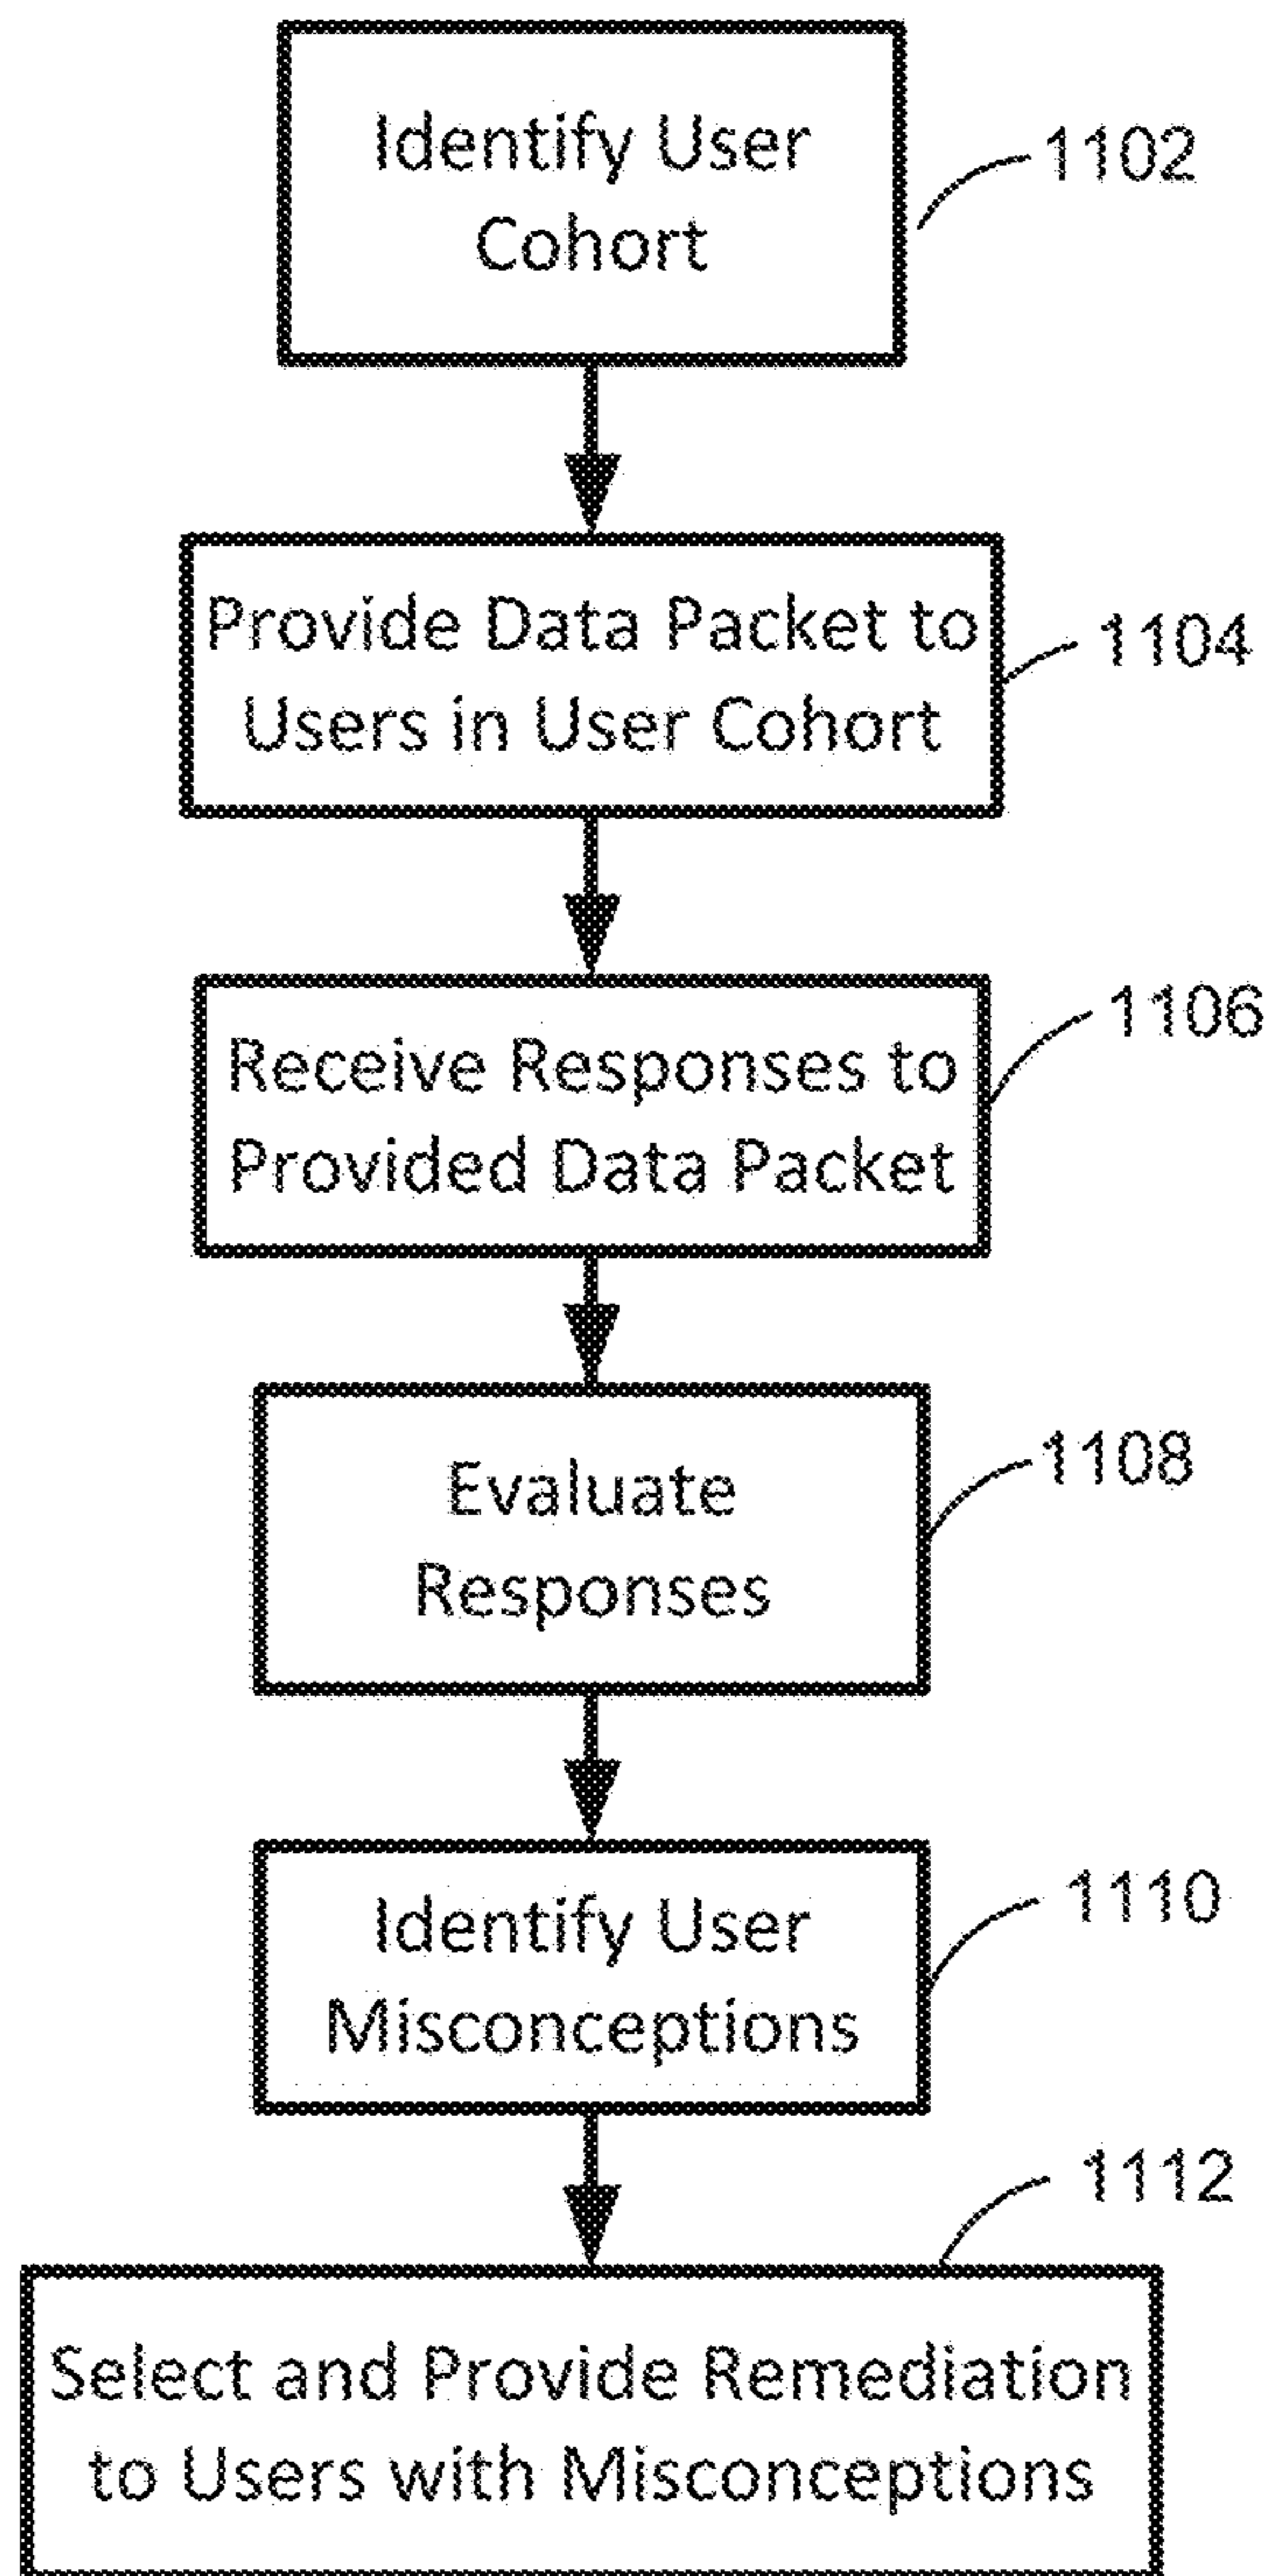 Identify User
Cohort
1102
Provide Data Packet to
Users in User Cohort
1104
Receive Responses to
Provided Data Packet
1106
Evaluate
Responses
1108
Identify User
Misconceptions
1110
Select and Provide Remediation
to Users with Misconceptions
1112